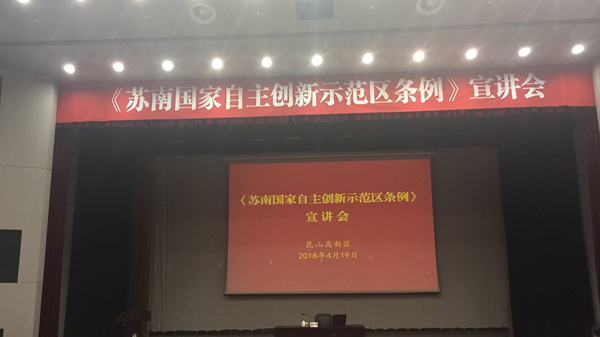 《苏南国家自主创新示范区条例》宣讲会
《苏南国家自主创新示范区条例》
宣讲会
昆山高新区
2018年4月19日